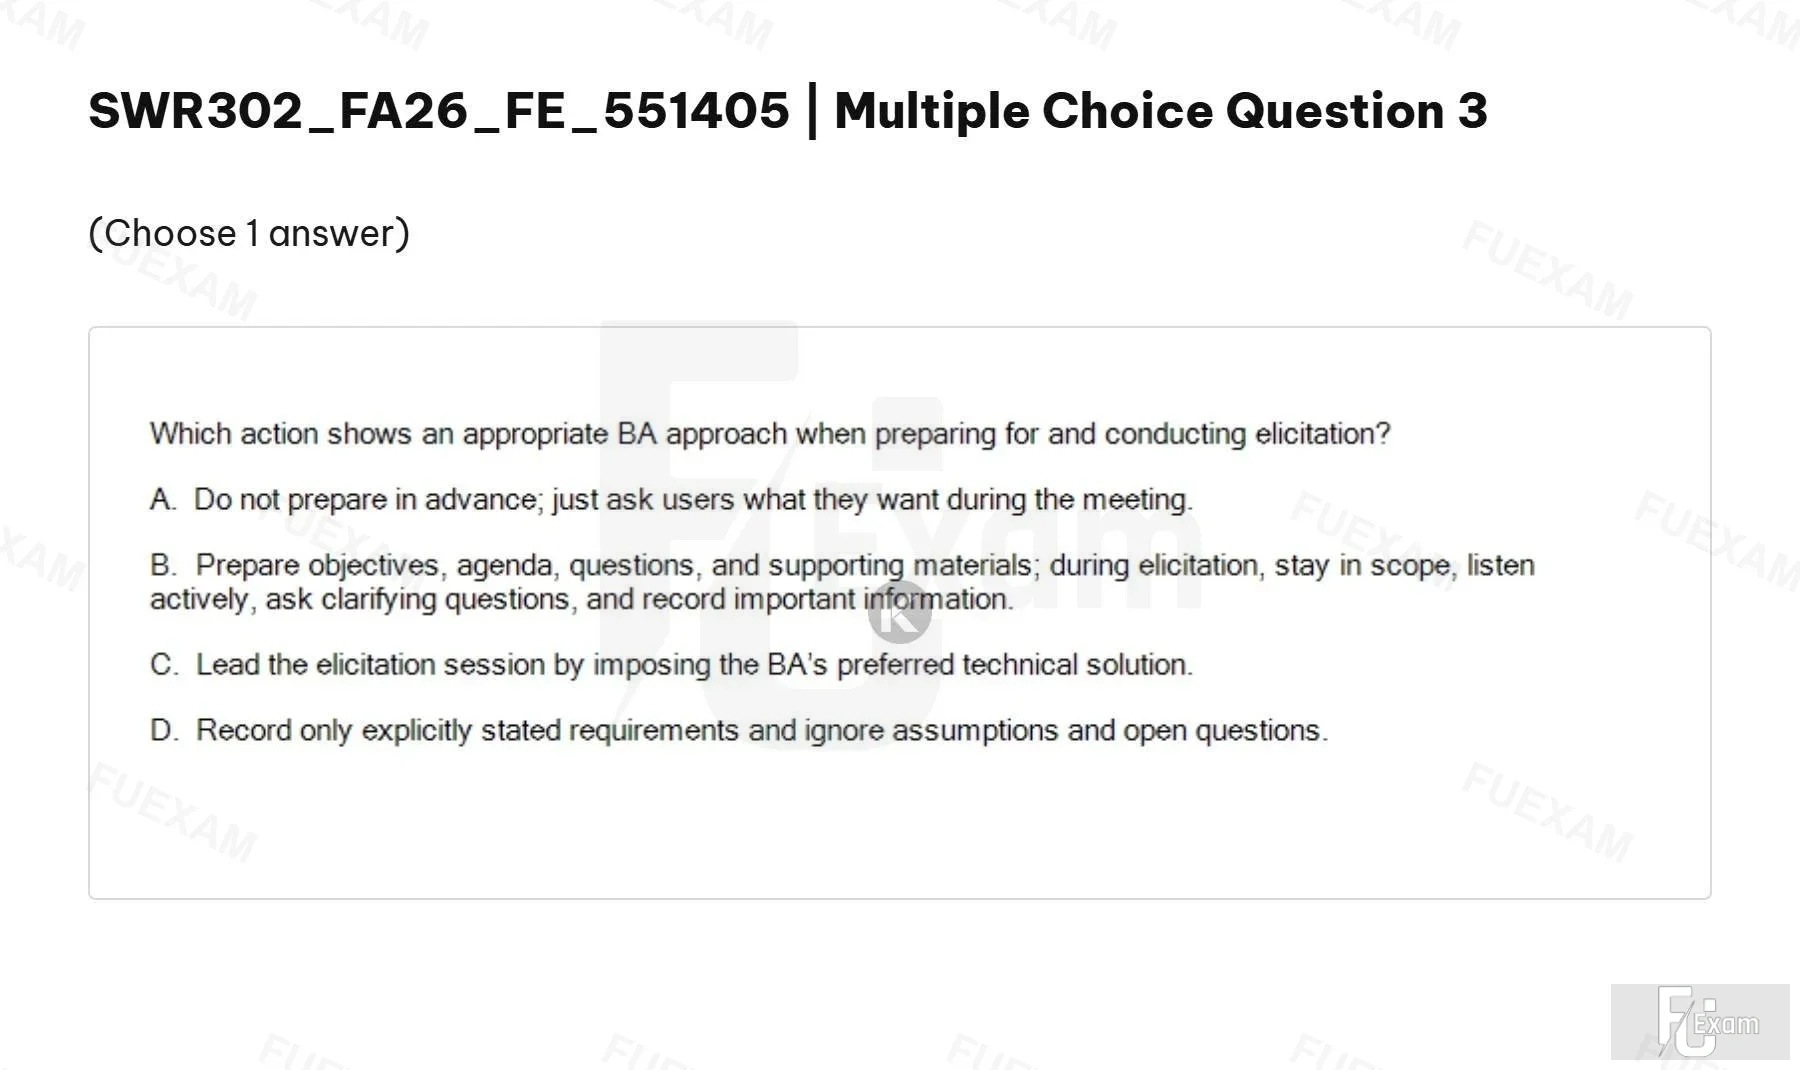 SWR302_FA26_FE_551405 | Multiple Choice Question 3
(Choose 1 answer)
Which action shows an appropriate BA approach when preparing for and conducting elicitation?
A. Do not prepare in advance; just ask users what they want during the meeting.
B. Prepare objectives, agenda, questions, and supporting materials; during elicitation, stay in scope, listen
actively, ask clarifying questions, and record important information.
C. Lead the elicitation session by imposing the BA's preferred technical solution.
D. Record only explicitly stated requirements and ignore assumptions and open questions.
FUEXAM
FU Exam